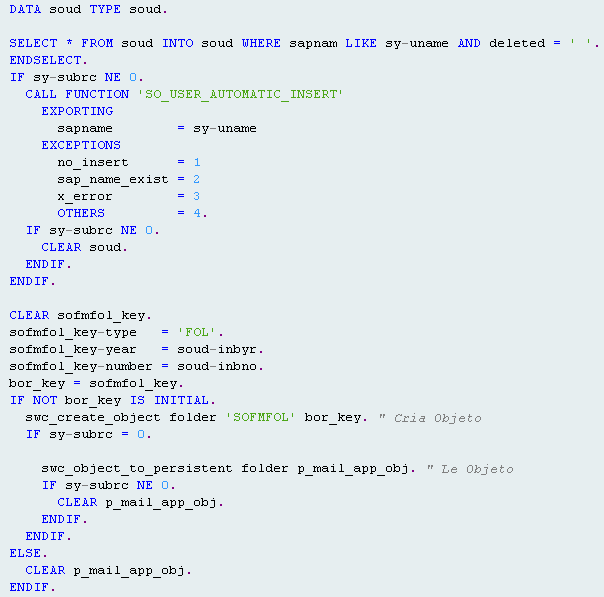 DATA soud TYPE soud.

SELECT * FROM soud INTO soud WHERE sapnam LIKE sy-uname AND deleted = ' '.
ENDSELECT.
IF sy-subrc NE 0.
  CALL FUNCTION 'SO_USER_AUTOMATIC_INSERT'
    EXPORTING
      sapname        = sy-uname
    EXCEPTIONS
      no_insert      = 1
      sap_name_exist = 2
      x_error        = 3
      OTHERS         = 4.
  IF sy-subrc NE 0.
    CLEAR soud.
  ENDIF.
ENDIF.

CLEAR sofmfol_key.
sofmfol_key-type   = 'FOL'.
sofmfol_key-year   = soud-inbyr.
sofmfol_key-number = soud-inbno.
bor_key = sofmfol_key.
IF NOT bor_key IS INITIAL.
  swc_create_object folder 'SOFMFOL' bor_key. " Cria Objeto
  IF sy-subrc = 0.

    swc_object_to_persistent folder p_mail_app_obj. " Le Objeto
    IF sy-subrc NE 0.
      CLEAR p_mail_app_obj.
    ENDIF.
  ENDIF.
ELSE.
  CLEAR p_mail_app_obj.
ENDIF.